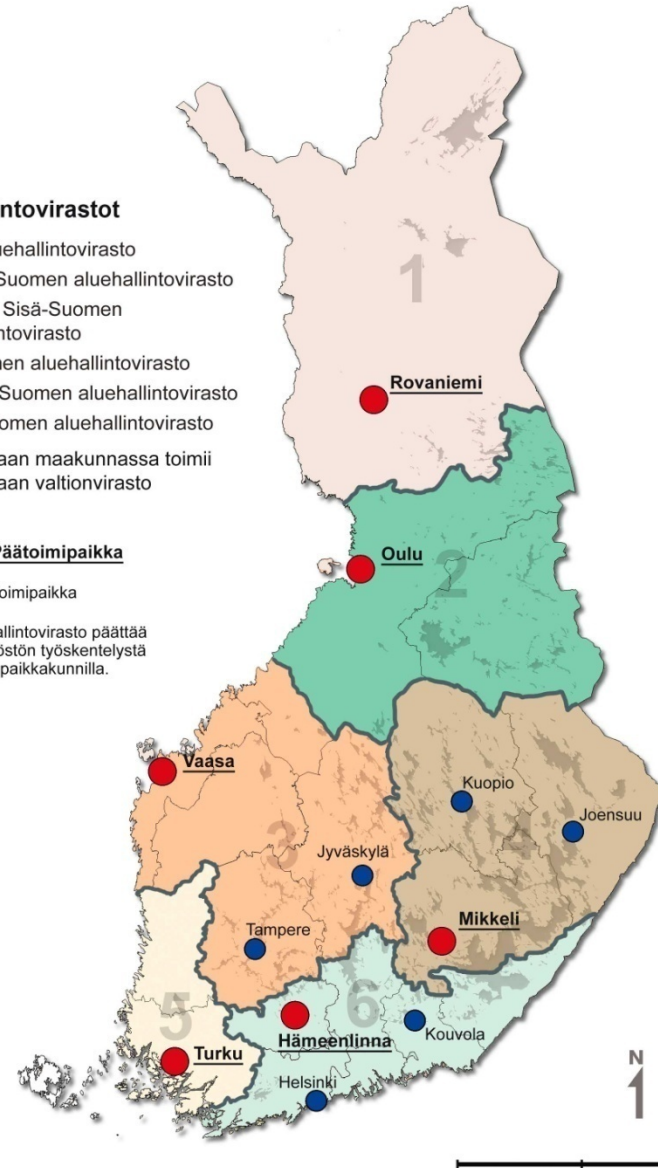 ntovirastot
uehallintovirasto
Suomen aluehallintovirasto
Sisä-Suomen
ntovirasto
nen aluehallintovirasto
Suomen aluehallintovirasto
omen aluehallintovirasto
aan maakunnassa toimii
aan valtionvirasto
Päätoimipaikka
oimipaikka
allintovirasto päättää
östön työskentelystä
paikkakunnilla.
1
Rovaniemi
Oulu
2
Vaasa
3
Jyväskylä
Tampere
Kuopio
Joensuu
4
Mikkeli
5
Turku
6
Hämeenlinna
Kouvola
Helsinki
N